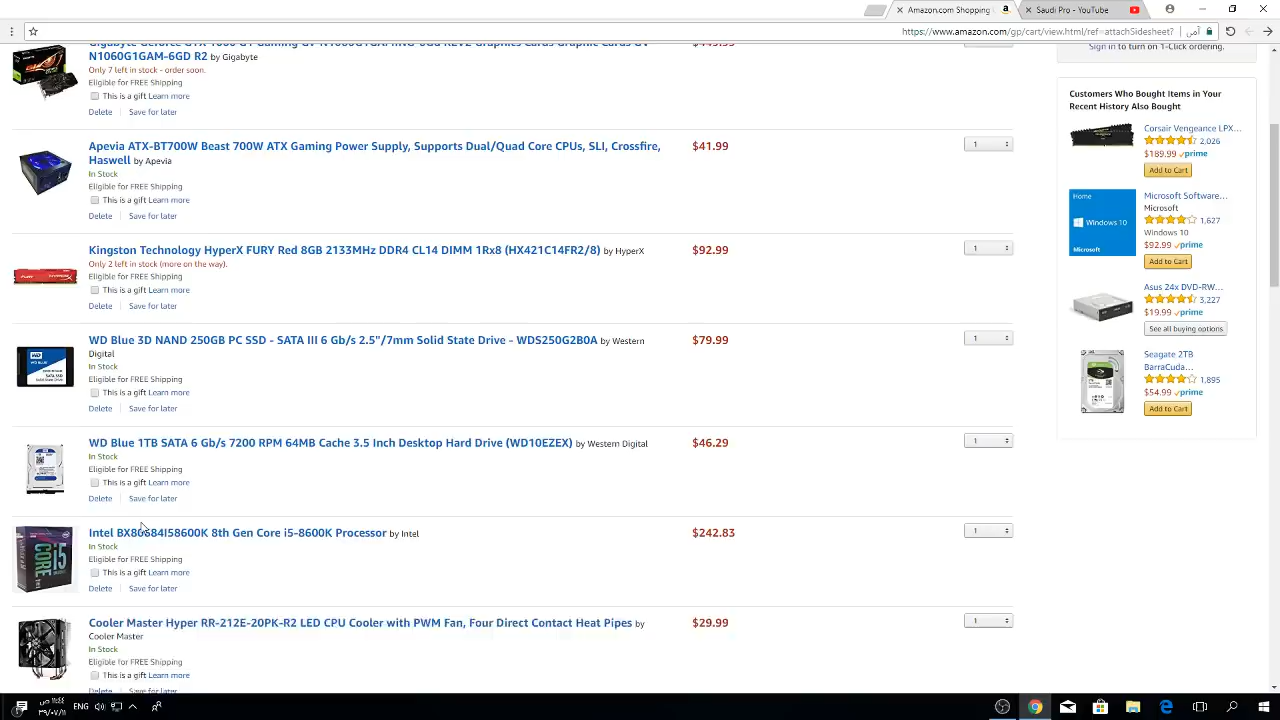 Amazon.com Shopping
Saudi Pro - YouTube
https://www.amazon.com/gp/cart/view.html/ref=attachSidesheet?
Gigabyte Geforce GTX 1060 G1 Gaming GV-N1060G1GAMING-6GD REV2 Graphics Cards Graphic Cards GV-
N1060G1GAM-6GD R2 by Gigabyte
Only 7 left in stock - order soon.
Eligible for FREE Shipping
This is a gift Learn more
Delete Save for later
Apevia ATX-BT700W Beast 700W ATX Gaming Power Supply, Supports Dual/Quad Core CPUs, SLI, Crossfire, $41.99 1
Haswell by Apevia
In Stock
Eligible for FREE Shipping
This is a gift Learn more
Delete Save for later
Kingston Technology HyperX FURY Red 8GB 2133MHz DDR4 CL14 DIMM 1Rx8 (HX421C14FR2/8) by HyperX $92.99 1
Only 2 left in stock (more on the way).
Eligible for FREE Shipping
This is a gift Learn more
Delete Save for later
WD Blue 3D NAND 250GB PC SSD - SATA III 6 Gb/s 2.5"/7mm Solid State Drive - WDS250G2B0A by Western $79.99 1
Digital
In Stock
Eligible for FREE Shipping
This is a gift Learn more
Delete Save for later
WD Blue 1TB SATA 6 Gb/s 7200 RPM 64MB Cache 3.5 Inch Desktop Hard Drive (WD10EZEX) by Western Digital $46.29 1
In Stock
Eligible for FREE Shipping
This is a gift Learn more
Delete Save for later
Intel BX80684I58600K 8th Gen Core i5-8600K Processor by Intel $242.83 1
In Stock
Eligible for FREE Shipping
This is a gift Learn more
Delete Save for later
Cooler Master Hyper RR-212E-20PK-R2 LED CPU Cooler with PWM Fan, Four Direct Contact Heat Pipes by $29.99 1
Cooler Master
In Stock
Eligible for FREE Shipping
This is a gift Learn more
Delete Save for later
Sign in to turn on 1-Click ordering.
Customers Who Bought Items in Your
Recent History Also Bought
Corsair Vengeance LPX...
2,026
$189.99 prime
Add to Cart
Home
Windows 10
Microsoft
Microsoft Software...
Microsoft
1,627
Windows 10
$92.99 prime
Add to Cart
Asus 24x DVD-RW...
3,227
$19.99 prime
See all buying options
Seagate 2TB
BarraCuda...
1,895
$54.99 prime
Add to Cart
ENG